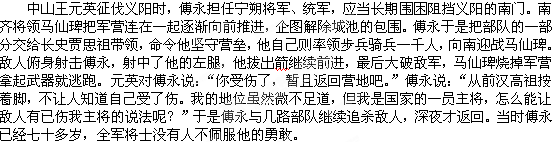 中山王元英征伐义阳时，傅永担任宁朔将军、统军，应当长期围困阻挡义阳的南门。南
齐将领马仙琕把军营连在一起逐渐向前推进，企图解除城池的包围。傅永于是把部队的一部
分交给长史贾思祖带领，命令他坚守营垒，他自己则率领步兵骑兵一千人，向南迎战马仙琕。
敌人俯身射击傅永，射中了他的左腿，他拔出箭继续前进，最后大破敌军，马仙琕烧掉军营
拿起武器就逃跑。元英对傅永说：“你受伤了，暂且返回营地吧。”傅永说：“从前汉高祖按
着脚，不让人知道自己受了伤。我的地位虽然微不足道，但我是国家的一员主将，怎么能让
敌人有已伤我主将的说法呢？”于是傅永与几路部队继续追杀敌人，深夜才返回。当时傅永
已经七十多岁，全军将士没有人不佩服他的勇敢。